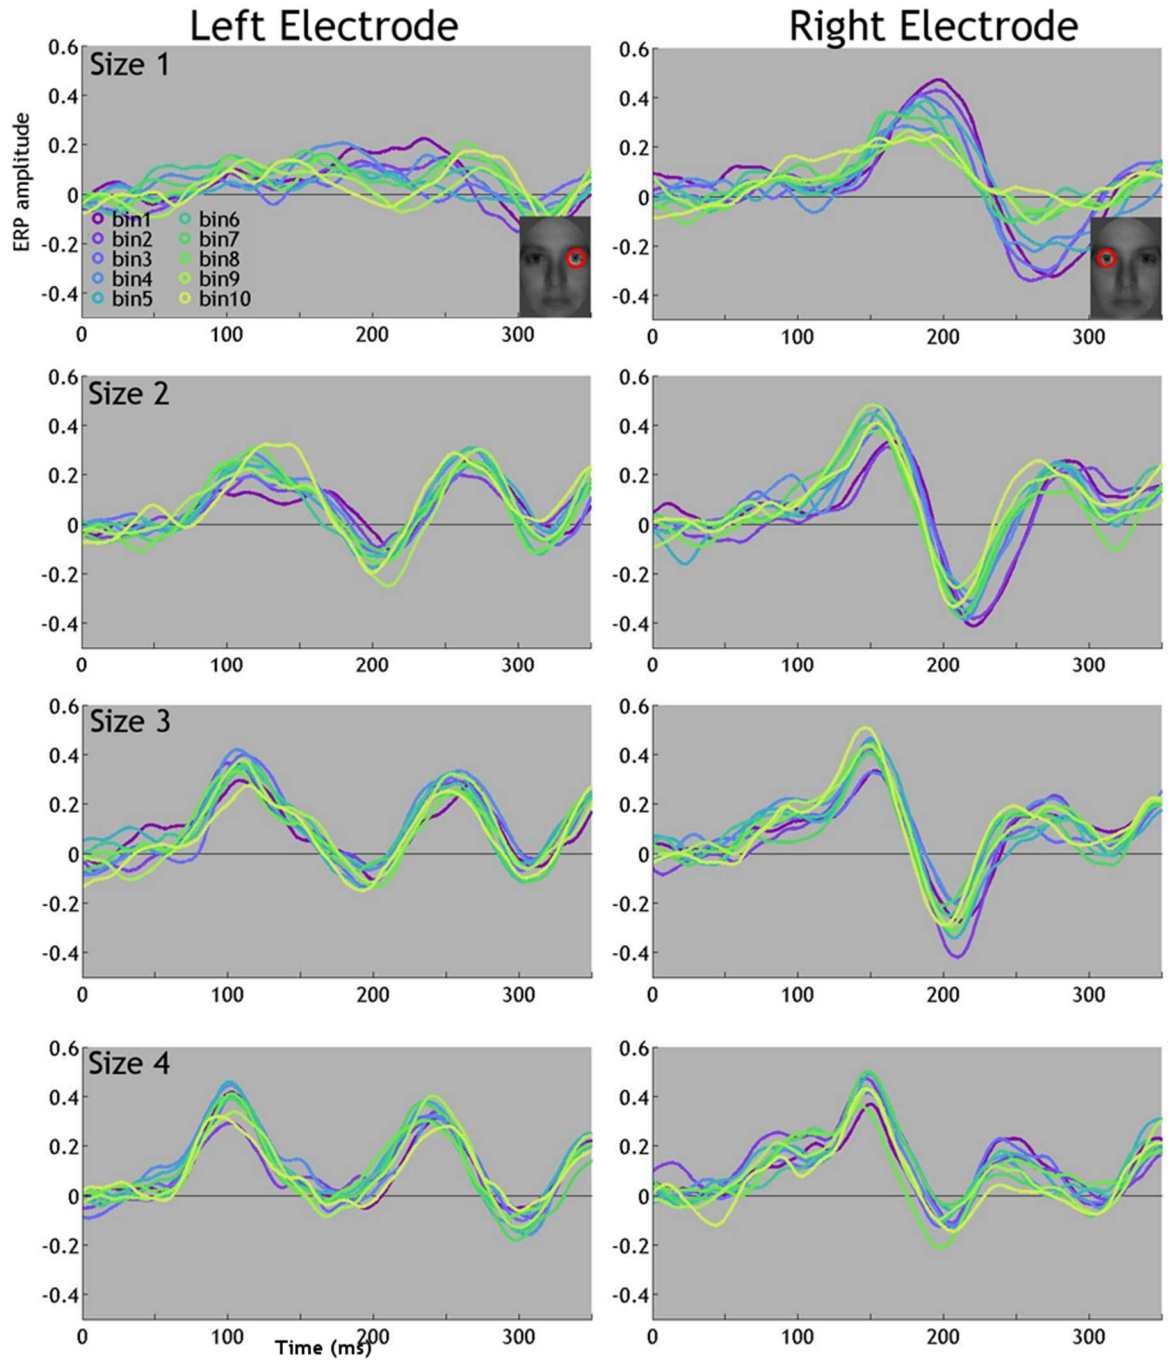 Left Electrode
Right Electrode
Size 1
ERP amplitude
0.6
0.4
0.2
0
-0.2
-0.4
bin1
bin2
bin3
bin4
bin5
bin6
bin7
bin8
bin9
bin10
0 100 200 300
0.6
0.4
0.2
0
-0.2
-0.4
0 100 200 300
Size 2
0.6
0.4
0.2
0
-0.2
-0.4
0 100 200 300
0.6
0.4
0.2
0
-0.2
-0.4
0 100 200 300
Size 3
0.6
0.4
0.2
0
-0.2
-0.4
0 100 200 300
0.6
0.4
0.2
0
-0.2
-0.4
0 100 200 300
Size 4
0.6
0.4
0.2
0
-0.2
-0.4
0 100 200 300
Time (ms)
0.6
0.4
0.2
0
-0.2
-0.4
0 100 200 300